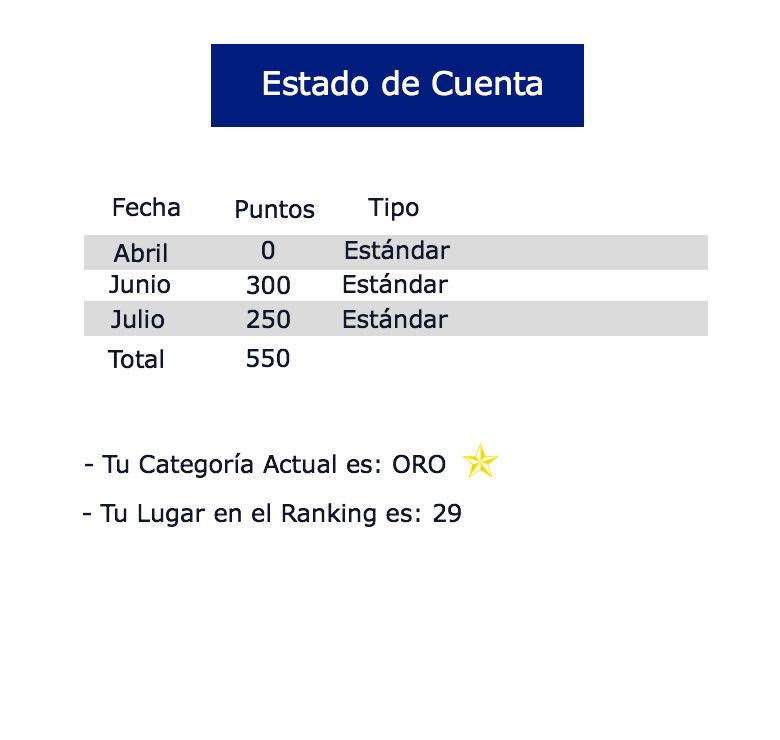 Estado de Cuenta
Fecha Puntos Tipo
Abril 0 Estándar
Junio 300 Estándar
Julio 250 Estándar
Total 550
- Tu Categoría Actual es: ORO
- Tu Lugar en el Ranking es: 29